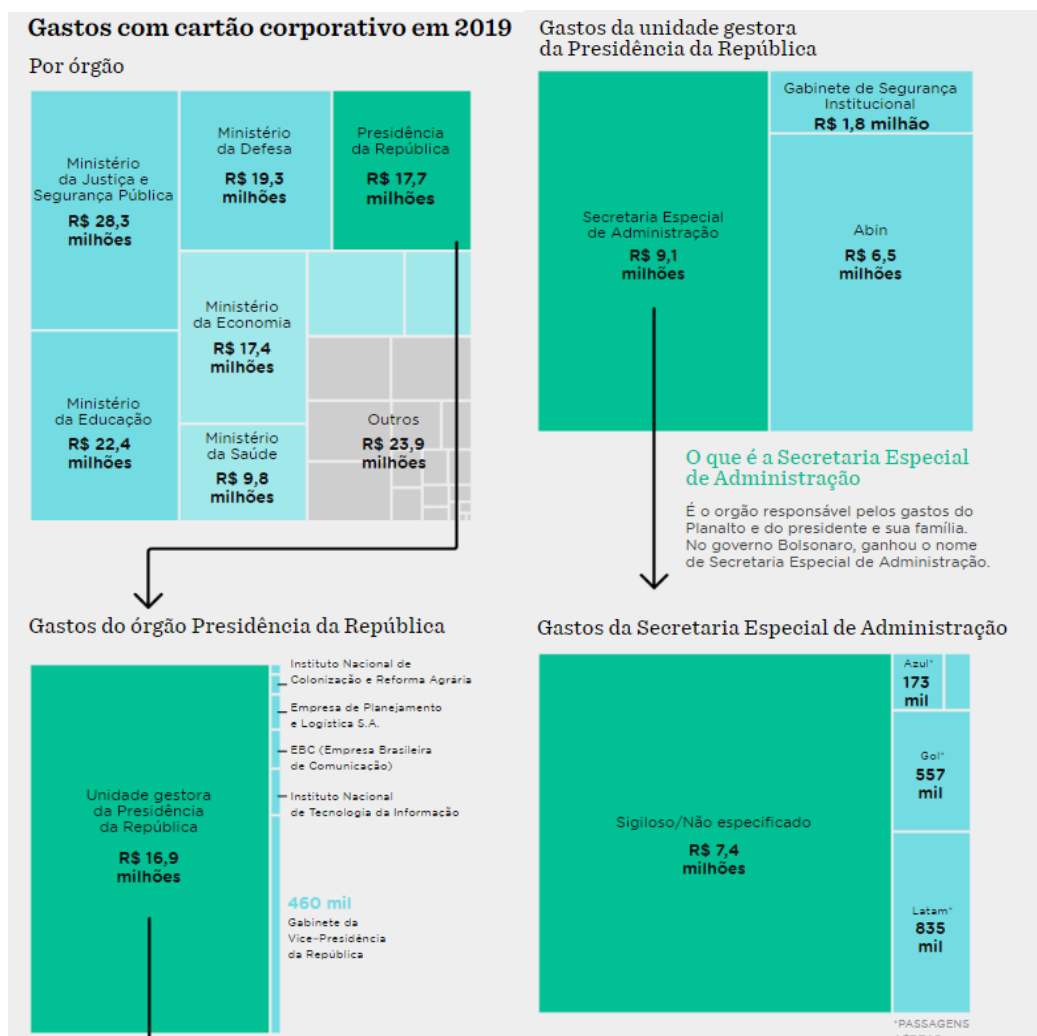 Gastos com cartão corporativo em 2019
Por órgão
Ministério
da Justiça e
Segurança Pública
R$ 28,3
milhões
Ministério
da Defesa
R$ 19,3
milhões
Presidência
da República
R$ 17,7
milhões
Ministério
da Economia
R$ 17,4
milhões
Ministério
da Educação
R$ 22,4
milhões
Ministério
da Saúde
R$ 9,8
milhões
Outros
R$ 23,9
milhões
Gastos do órgão Presidência da República
Unidade gestora
da Presidência
da República
R$ 16,9
milhões
Instituto Nacional de
Colonização e Reforma Agrária
Empresa de Planejamento
e Logística S.A.
EBC (Empresa Brasileira
de Comunicação)
Instituto Nacional
de Tecnologia da Informação
460 mil
Gabinete da
Vice-Presidência
da República
Gastos da unidade gestora
da Presidência da República
Secretaria Especial
de Administração
R$ 9,1
milhões
Gabinete de Segurança
Institucional
R$ 1,8 milhão
Abin
R$ 6,5
milhões
O que é a Secretaria Especial
de Administração
É o orgão responsável pelos gastos do
Planalto e do presidente e sua família.
No governo Bolsonaro, ganhou o nome
de Secretaria Especial de Administração.
Gastos da Secretaria Especial de Administração
Sigiloso/Não especificado
R$ 7,4
milhões
Azul*
173
mil
Gol*
557
mil
Latam*
835
mil
*PASSAGENS